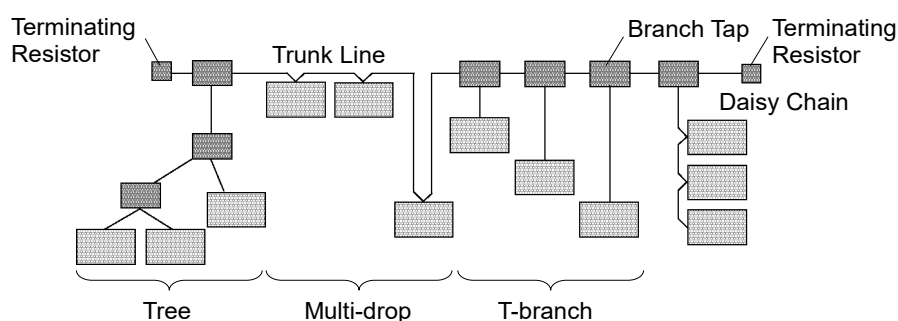 Terminating
Resistor
Trunk Line
Branch Tap
Terminating
Resistor
Daisy Chain
Tree
Multi-drop
T-branch